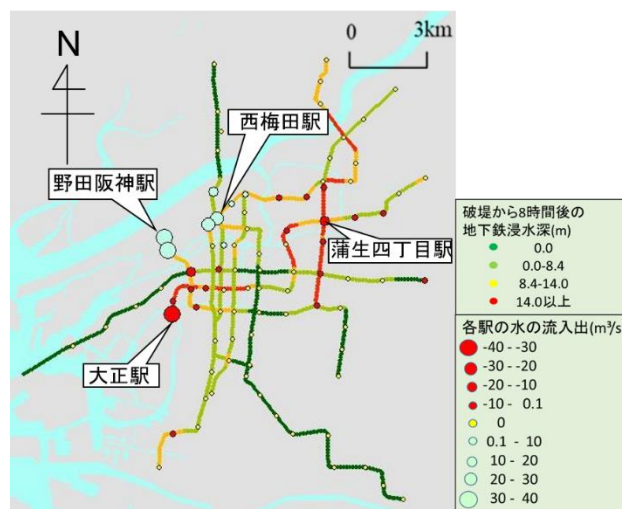 N
0 3km
西梅田駅
野田阪神駅
蒲生四丁目駅
大正駅
破堤から8時間後の
地下鉄浸水深(m)
0.0
0.0-8.4
8.4-14.0
14.0以上
各駅の水の流入出(m³/s
-40 - -30
-30 - -20
-20 - -10
-10 - 0.1
0
0.1 - 10
10 - 20
20 - 30
30 - 40